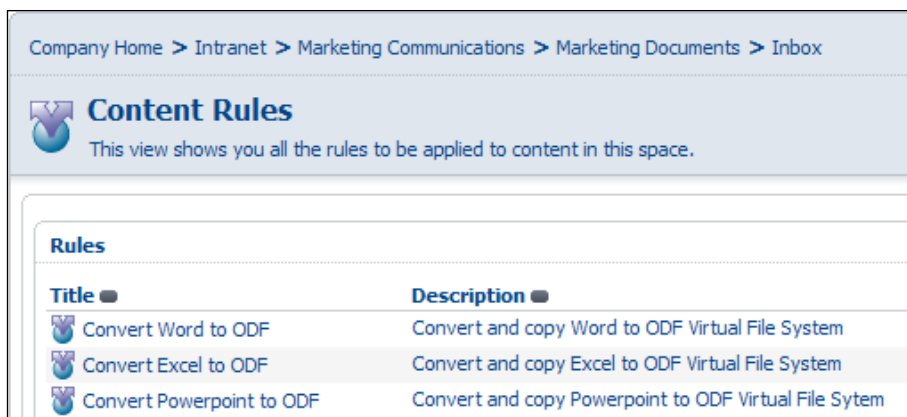 Company Home > Intranet > Marketing Communications > Marketing Documents > Inbox
Content Rules
This view shows you all the rules to be applied to content in this space.
Rules
Title Description
Convert Word to ODF Convert and copy Word to ODF Virtual File System
Convert Excel to ODF Convert and copy Excel to ODF Virtual File System
Convert Powerpoint to ODF Convert and copy Powerpoint to ODF Virtual File Sytem